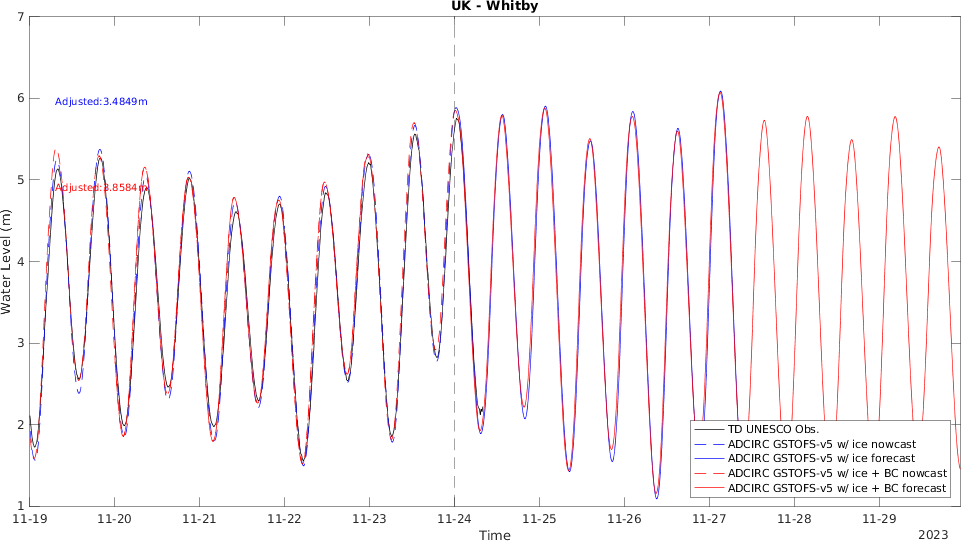 UK - Whitby
7
6
5
4
3
2
1
Water Level (m)
Adjusted:3.4849m
Adjusted:3.8584m
TD UNESCO Obs.
ADCIRC GSTOFS-v5 w/ ice nowcast
ADCIRC GSTOFS-v5 w/ ice forecast
ADCIRC GSTOFS-v5 w/ ice + BC nowcast
ADCIRC GSTOFS-v5 w/ ice + BC forecast
11-19 11-20 11-21 11-22 11-23 11-24 11-25 11-26 11-27 11-28 11-29
Time
2023